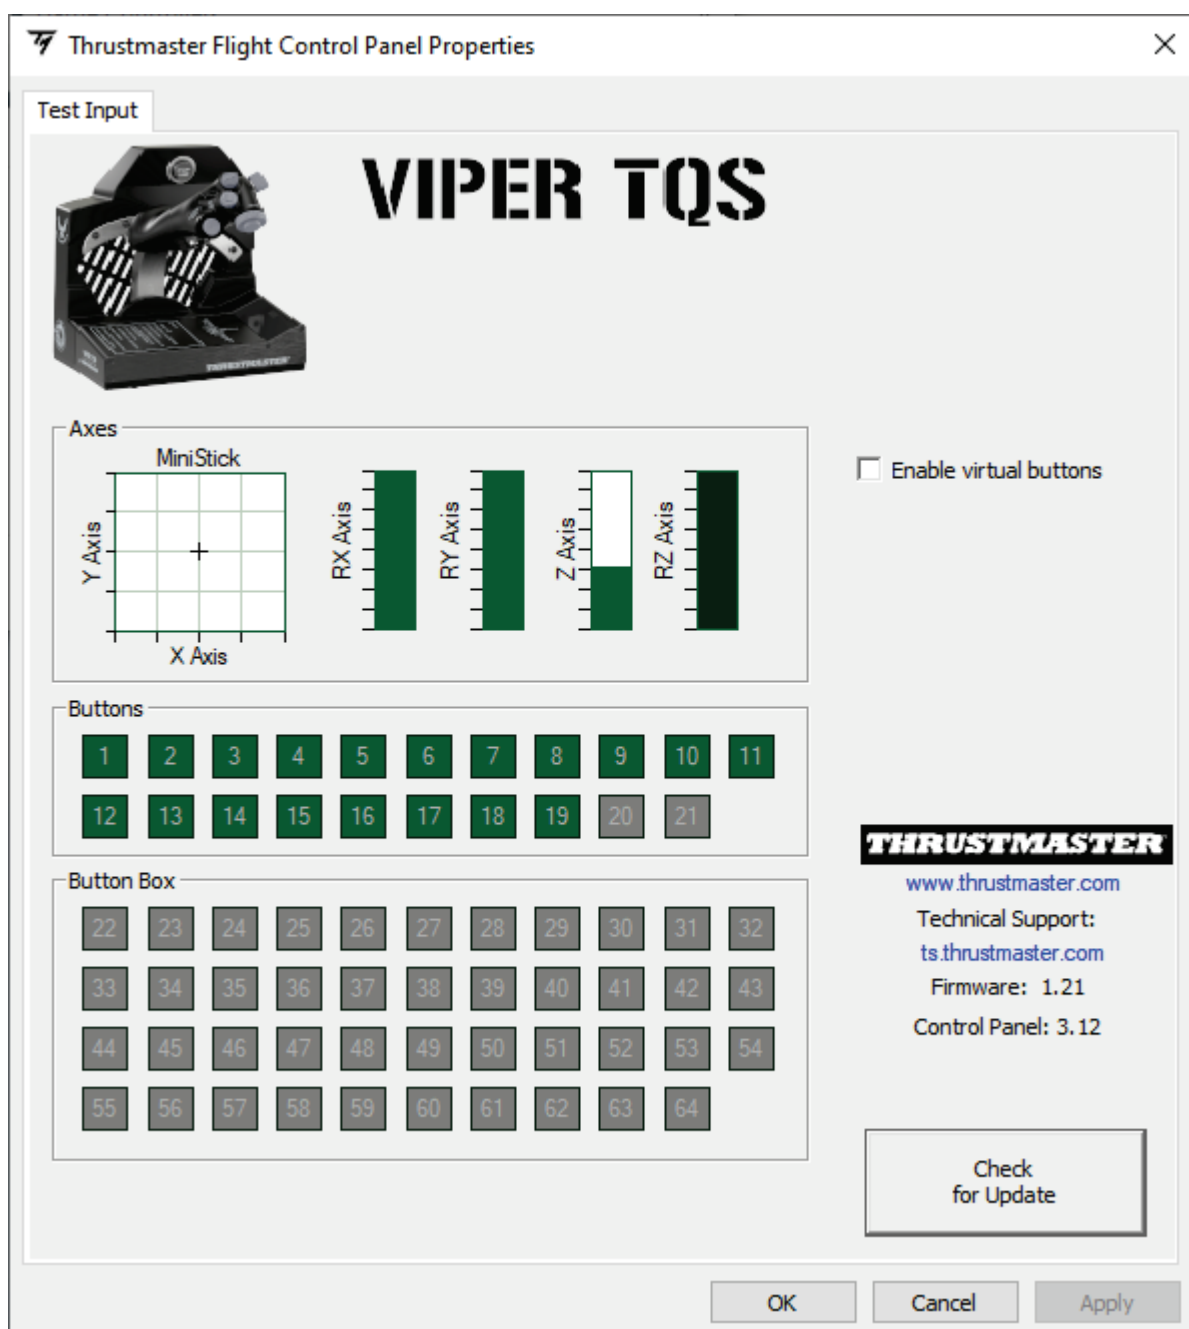 Thrustmaster Flight Control Panel Properties
Test Input
VIPER TQS
THRUSTMASTER
Axes
MiniStick
Y Axis
X Axis
RX Axis
RY Axis
Z Axis
RZ Axis
Enable virtual buttons
Buttons
1 2 3 4 5 6 7 8 9 10 11
12 13 14 15 16 17 18 19 20 21
Button Box
22 23 24 25 26 27 28 29 30 31 32
33 34 35 36 37 38 39 40 41 42 43
44 45 46 47 48 49 50 51 52 53 54
55 56 57 58 59 60 61 62 63 64
THRUSTMASTER
www.thrustmaster.com
Technical Support:
ts.thrustmaster.com
Firmware: 1.21
Control Panel: 3.12
Check
for Update
OK Cancel Apply